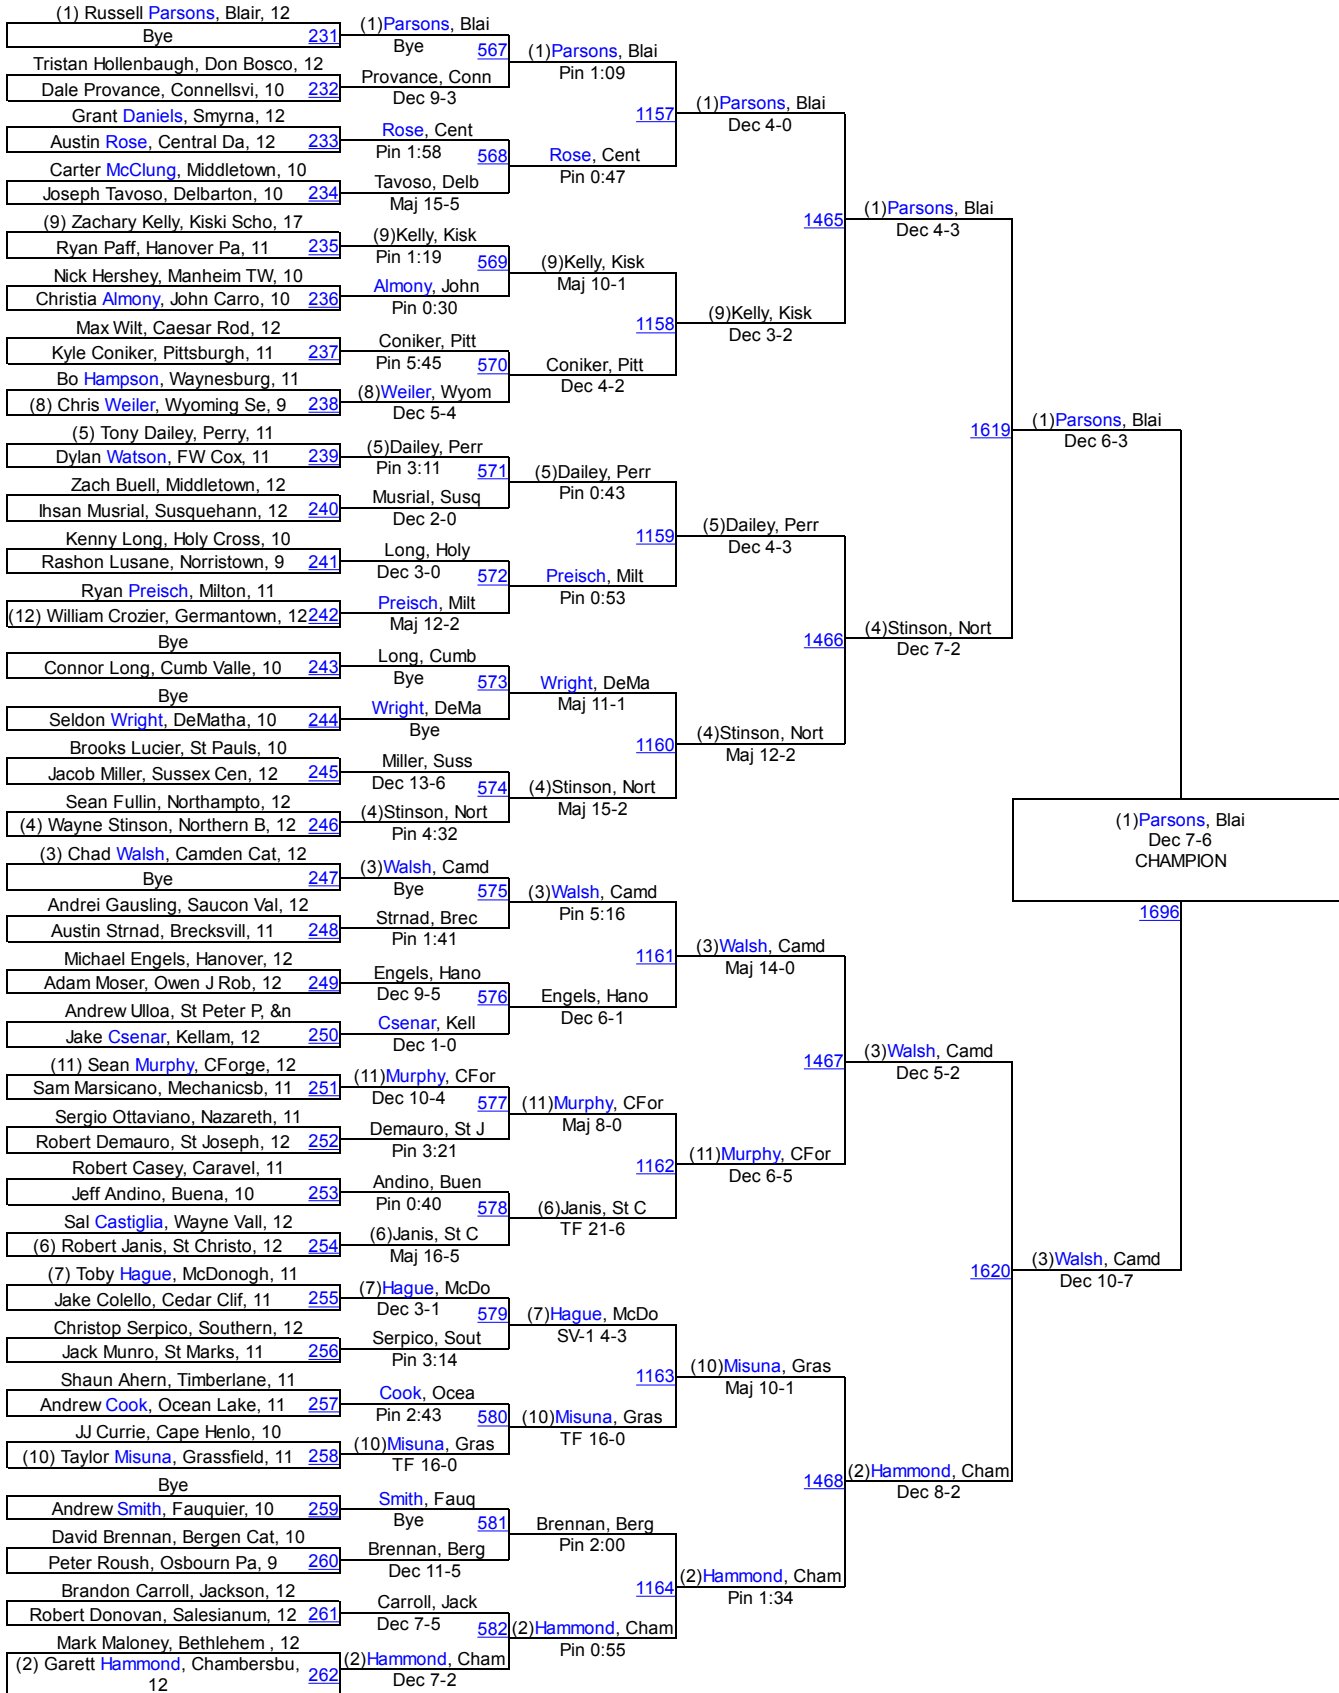 (1) Russell Parsons, Blair, 12
Bye 231
Tristan Hollenbaugh, Don Bosco, 12
Dale Provance, Connellsvi, 10 232
Grant Daniels, Smyrna, 12
Austin Rose, Central Da, 12 233
Carter McClung, Middletown, 10
Joseph Tavoso, Delbarton, 10 234
(9) Zachary Kelly, Kiski Scho, 17
Ryan Paff, Hanover Pa, 11 235
Nick Hershey, Manheim TW, 10
Christia Almony, John Carro, 10 236
Max Wilt, Caesar Rod, 12
Kyle Coniker, Pittsburgh, 11 237
Bo Hampson, Waynesburg, 11
(8) Chris Weiler, Wyoming Se, 9 238
(5) Tony Dailey, Perry, 11
Dylan Watson, FW Cox, 11 239
Zach Buell, Middletown, 12
Ihsan Musrial, Susquehann, 12 240
Kenny Long, Holy Cross, 10
Rashon Lusane, Norristown, 9 241
Ryan Preisch, Milton, 11
(12) William Crozier, Germantown, 12 242
Bye
Connor Long, Cumb Valle, 10 243
Bye
Seldon Wright, DeMatha, 10 244
Brooks Lucier, St Pauls, 10
Jacob Miller, Sussex Cen, 12 245
Sean Fullin, Northampto, 12
(4) Wayne Stinson, Northern B, 12 246
(3) Chad Walsh, Camden Cat, 12
Bye 247
Andrei Gausling, Saucon Val, 12
Austin Strnad, Brecksvill, 11 248
Michael Engels, Hanover, 12
Adam Moser, Owen J Rob, 12 249
Andrew Ulloa, St Peter P, &n
Jake Csenar, Kellam, 12 250
(11) Sean Murphy, CForge, 12
Sam Marsicano, Mechanicsb, 11 251
Sergio Ottaviano, Nazareth, 11
Robert Demauro, St Joseph, 12 252
Robert Casey, Caravel, 11
Jeff Andino, Buena, 10 253
Sal Castiglia, Wayne Vall, 12
(6) Robert Janis, St Christo, 12 254
(7) Toby Hague, McDonogh, 11
Jake Colello, Cedar Clif, 11 255
Christop Serpico, Southern, 12
Jack Munro, St Marks, 11 256
Shaun Ahern, Timberlane, 11
Andrew Cook, Ocean Lake, 11 257
JJ Currie, Cape Henlo, 10
(10) Taylor Misuna, Grassfield, 11 258
Bye
Andrew Smith, Fauquier, 10 259
David Brennan, Bergen Cat, 10
Peter Roush, Osbourn Pa, 9 260
Brandon Carroll, Jackson, 12
Robert Donovan, Salesianum, 12 261
Mark Maloney, Bethlehem , 12
(2) Garett Hammond, Chambersbu,
12 262
(1)Parsons, Blai
Bye 567
Provance, Conn
Dec 9-3
Rose, Cent
Pin 1:58 568
Tavoso, Delb
Maj 15-5
(9)Kelly, Kisk
Pin 1:19 569
Almony, John
Pin 0:30
Coniker, Pitt
Pin 5:45 570
(8)Weiler, Wyom
Dec 5-4
(5)Dailey, Perr
Pin 3:11 571
Musrial, Susq
Dec 2-0
Long, Holy
Dec 3-0 572
Preisch, Milt
Maj 12-2
Long, Cumb
Bye 573
Wright, DeMa
Bye
Miller, Suss
Dec 13-6 574
(4)Stinson, Nort
Pin 4:32
(3)Walsh, Camd
Bye 575
Strnad, Brec
Pin 1:41
Engels, Hano
Dec 9-5 576
Csenar, Kell
Dec 1-0
(11)Murphy, CFor
Dec 10-4 577
Demauro, St J
Pin 3:21
Andino, Buen
Pin 0:40 578
(6)Janis, St C
Maj 16-5
(7)Hague, McDo
Dec 3-1 579
Serpico, Sout
Pin 3:14
Cook, Ocea
Pin 2:43 580
(10)Misuna, Gras
TF 16-0
Smith, Fauq
Bye 581
Brennan, Berg
Dec 11-5
Carroll, Jack
Dec 7-5 582
(2)Hammond, Cham
Dec 7-2
(1)Parsons, Blai
Pin 1:09
1157
Rose, Cent
Pin 0:47
(9)Kelly, Kisk
Maj 10-1
1158
Coniker, Pitt
Dec 4-2
(5)Dailey, Perr
Pin 0:43
1159
Preisch, Milt
Pin 0:53
Wright, DeMa
Maj 11-1
1160
(4)Stinson, Nort
Maj 15-2
(3)Walsh, Camd
Pin 5:16
1161
Engels, Hano
Dec 6-1
(11)Murphy, CFor
Maj 8-0
1162
(6)Janis, St C
TF 21-6
(7)Hague, McDo
SV-1 4-3
1163
(10)Misuna, Gras
TF 16-0
Brennan, Berg
Pin 2:00
1164
(2)Hammond, Cham
Pin 0:55
(1)Parsons, Blai
Dec 4-0
1465
(9)Kelly, Kisk
Dec 3-2
(5)Dailey, Perr
Dec 4-3
1466
(4)Stinson, Nort
Maj 12-2
(3)Walsh, Camd
Maj 14-0
1467
(11)Murphy, CFor
Dec 6-5
(10)Misuna, Gras
Maj 10-1
1468
(2)Hammond, Cham
Pin 1:34
(1)Parsons, Blai
Dec 4-3
1619
(4)Stinson, Nort
Dec 7-2
(3)Walsh, Camd
Dec 5-2
1620
(2)Hammond, Cham
Dec 8-2
(1)Parsons, Blai
Dec 6-3
(3)Walsh, Camd
Dec 10-7
(1)Parsons, Blai
Dec 7-6
CHAMPION
1696